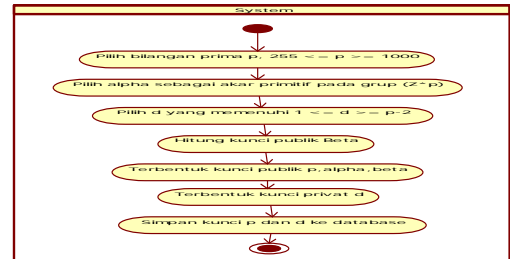 System
Pilih bilangan prima p, 255 <= p >= 1000
Pilih alpha sebagai akar primitif pada grup (Z*p)
Pilih d yang memenuhi 1 <= d >= p-2
Hitung kunci publik Beta
Terbentuk kunci publik p,alpha,beta
Terbentuk kunci privat d
Simpan kunci p dan d ke database